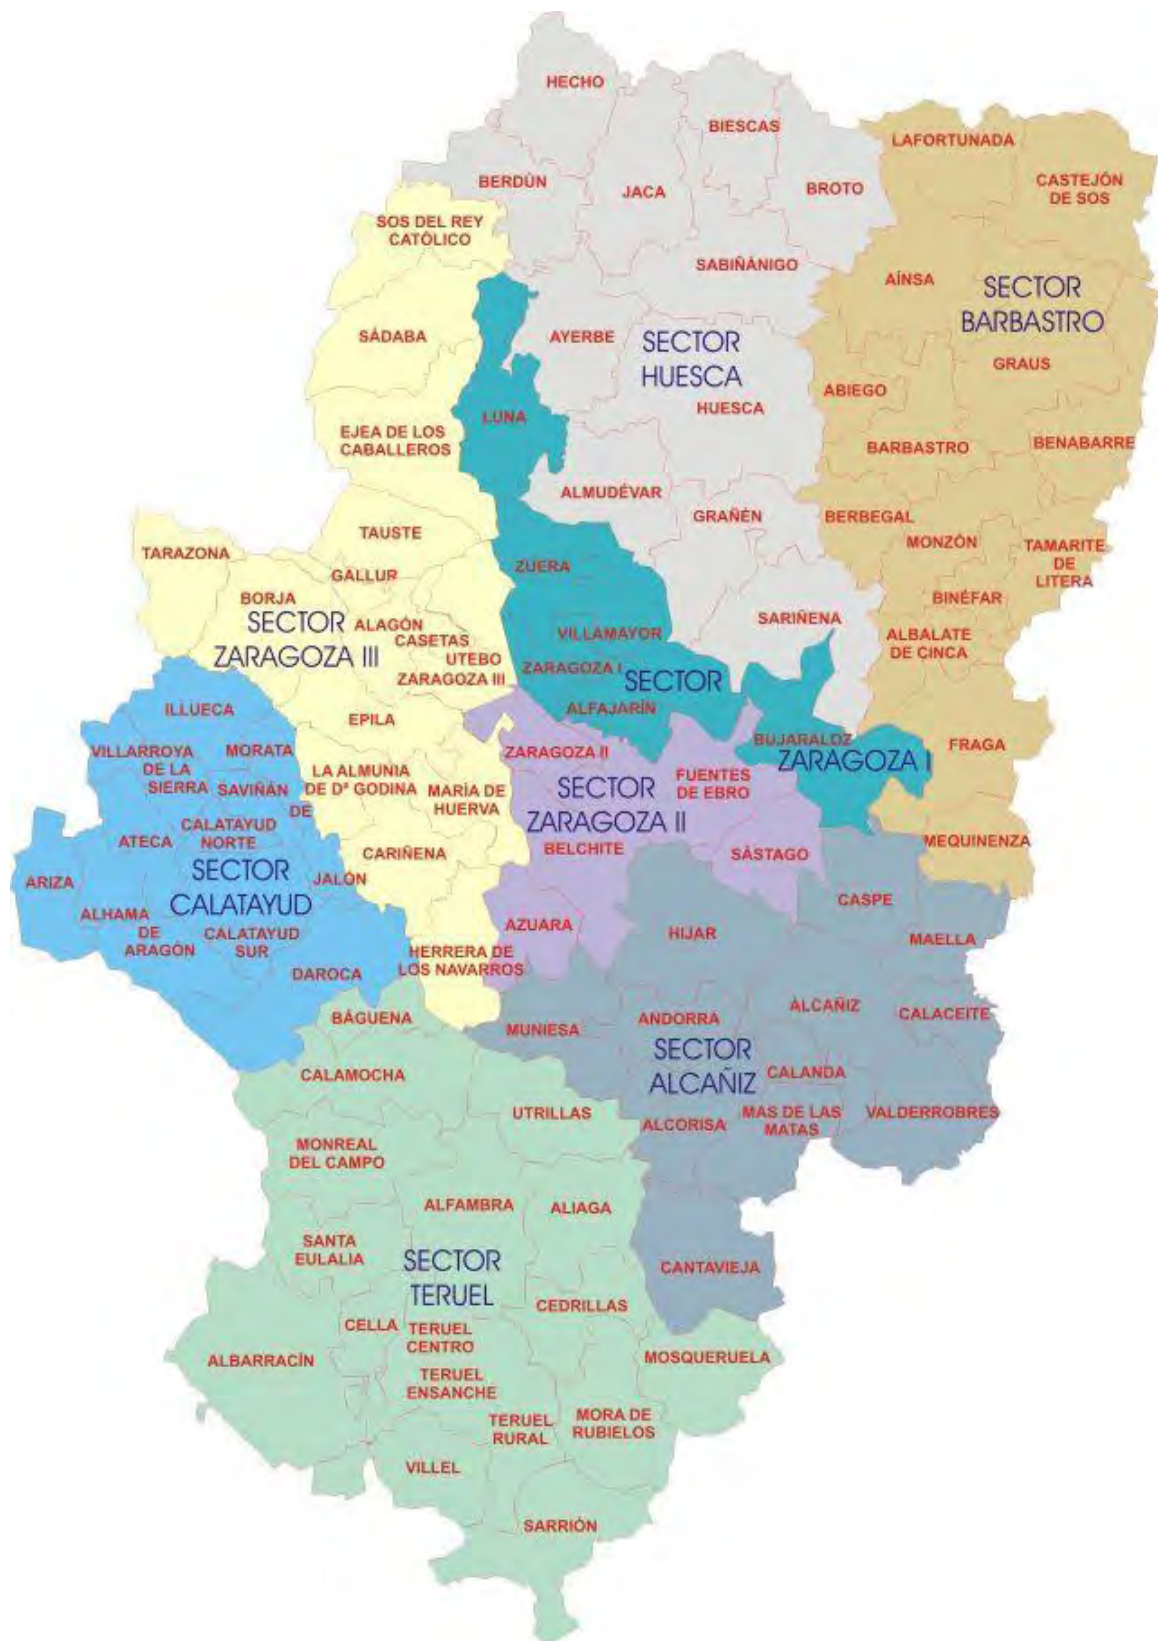 HECHO
BIESCAS
LAFORTUNADA
BERDÚN
JACA
BROTO
CASTEJÓN
DE SOS
SOS DEL REY
CATÓLICO
SABIÑÁNIGO
AÍNSA
SECTOR
BARBASTRO
SÁDABA
AYERBE
SECTOR
HUESCA
GRAUS
ABIEGO
LUNA
HUESCA
EJEA DE LOS
CABALLEROS
BARBASTRO
BENABARRE
ALMUDÉVAR
GRAÑÉN
BERBEGAL
TAUSTE
MONZÓN
TAMARITE
DE
LITERA
TARAZONA
GALLUR
ZUERA
BORJA
BINÉFAR
SECTOR
ZARAGOZA III
ALAGÓN
CASETAS
UTEBO
ZARAGOZA III
VILLAMAYOR
SARIÑENA
ALBALATE
DE CINCA
ZARAGOZA I
SECTOR
ALFAJARÍN
ILLUECA
EPILA
BUJARALOZ
ZARAGOZA I
FRAGA
VILLARROYA
DE LA
SIERRA
MORATA
SAVIÑÁN
DE
LA ALMUNIA
DE Dª GODINA
MARÍA DE
HUERVA
ZARAGOZA II
SECTOR
ZARAGOZA II
FUENTES
DE EBRO
ATECA
CALATAYUD
NORTE
CARIÑENA
BELCHITE
SÁSTAGO
MEQUINENZA
ARIZA
SECTOR
CALATAYUD
JALÓN
CASPE
ALHAMA
DE
ARAGÓN
CALATAYUD
SUR
AZUARA
HIJAR
MAELLA
DAROCA
HERRERA DE
LOS NAVARROS
BÁGUENA
MUNIESA
ANDORRA
ALCAÑIZ
CALACEITE
SECTOR
ALCAÑIZ
CALAMOCHA
CALANDA
UTRILLAS
ALCORISA
MAS DE LAS
MATAS
VALDERROBRES
MONREAL
DEL CAMPO
ALFAMBRA
ALIAGA
SANTA
EULALIA
SECTOR
TERUEL
CANTAVIEJA
CEDRILLAS
CELLA
TERUEL
CENTRO
ALBARRACÍN
MOSQUERUELA
TERUEL
ENSANCHE
TERUEL
RURAL
MORA DE
RUBIELOS
VILLEL
SARRIÓN